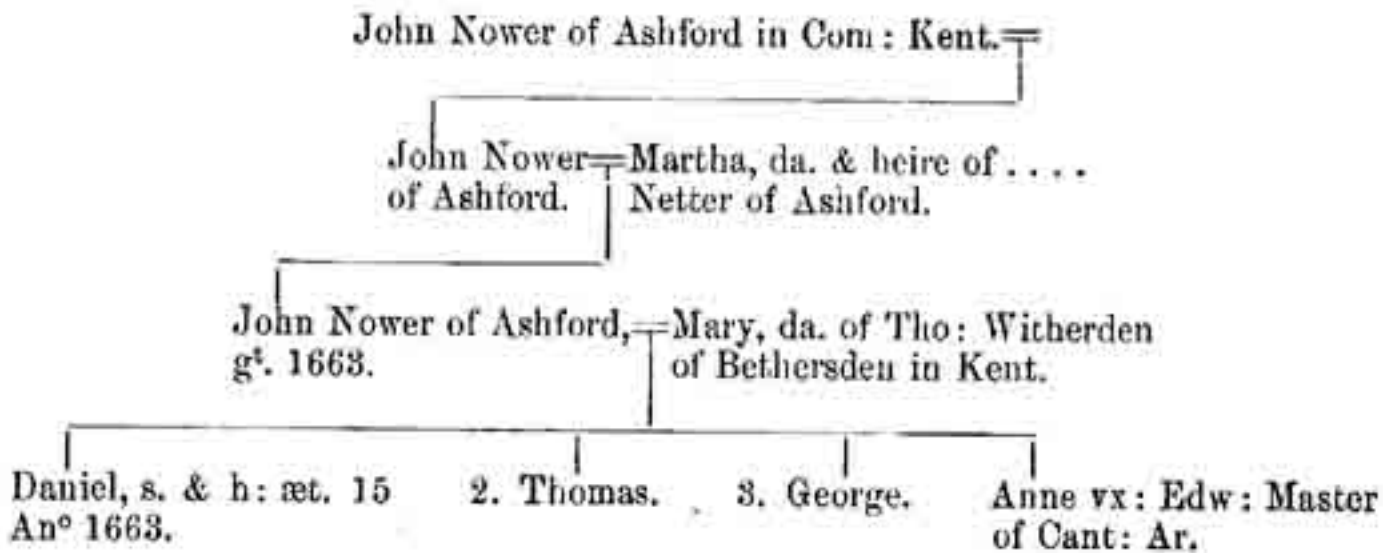 John Nower of Ashford in Com : Kent.
John Nower Martha, da. & heire of . . . .
of Ashford. Netter of Ashford.
John Nower of Ashford, Mary, da. of Tho: Witherden
gt. 1663. of Bethersden in Kent.
Daniel, s. & h: æt. 15 2. Thomas. 3. George. Anne vx: Edw: Master
Anº 1663. of Cant: Ar.